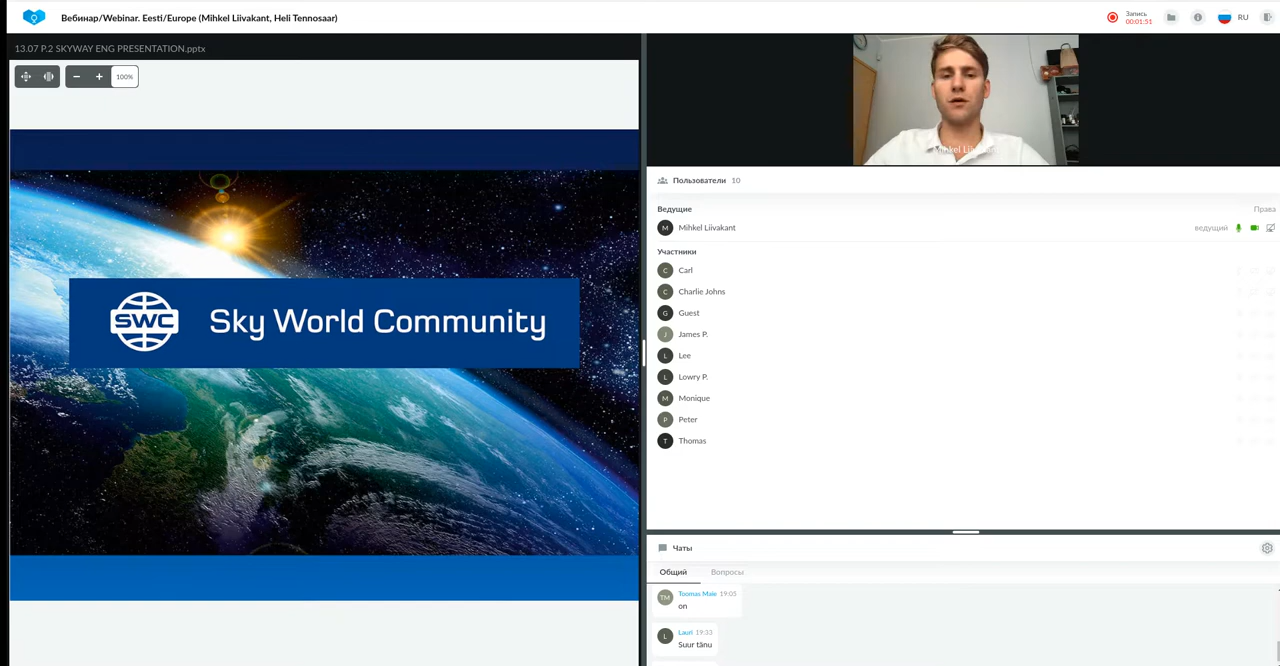 Вебинар/Webinar. Eesti/Europe (Mihkel Liivakant, Heli Tennosaar)
Запись
00:01:51
RU
13.07 P.2 SKYWAY ENG PRESENTATION.pptx
100%
SWC
Sky World Community
Mihkel
Пользователи 10
Ведущие
Права
M Mihkel Liivakant
ведущий
Участники
C Carl
C Charlie Johns
G Guest
J James P.
L Lee
L Lowry P.
M Monique
P Peter
T Thomas
Чаты
Общий
Вопросы
TM Toomas Maie 19:05
on
L Lauri 19:33
Suur tänu